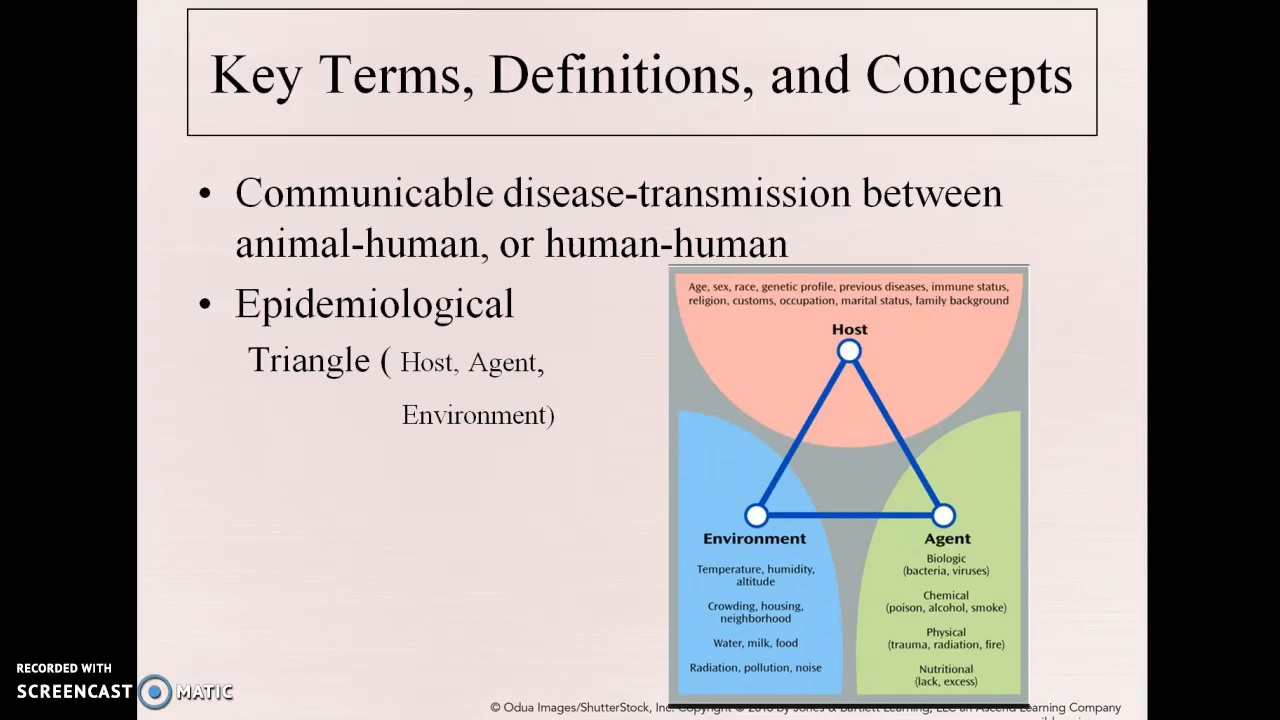 Key Terms, Definitions, and Concepts
• Communicable disease-transmission between
animal-human, or human-human
• Epidemiological
Triangle ( Host, Agent,
Environment)
Age, sex, race, genetic profile, previous diseases, immune status,
religion, customs, occupation, marital status, family background
Host
Environment
Temperature, humidity,
altitude
Crowding, housing,
neighborhood
Water, milk, food
Radiation, pollution, noise
Agent
Biologic
(bacteria, viruses)
Chemical
(poison, alcohol, smoke)
Physical
(trauma, radiation, fire)
Nutritional
(lack, excess)
RECORDED WITH
SCREENCAST MATIC
© Odua Images/ShutterStock, Inc. Copyright © by Jones & Bartlett Learning, LLC an Ascend Learning Company